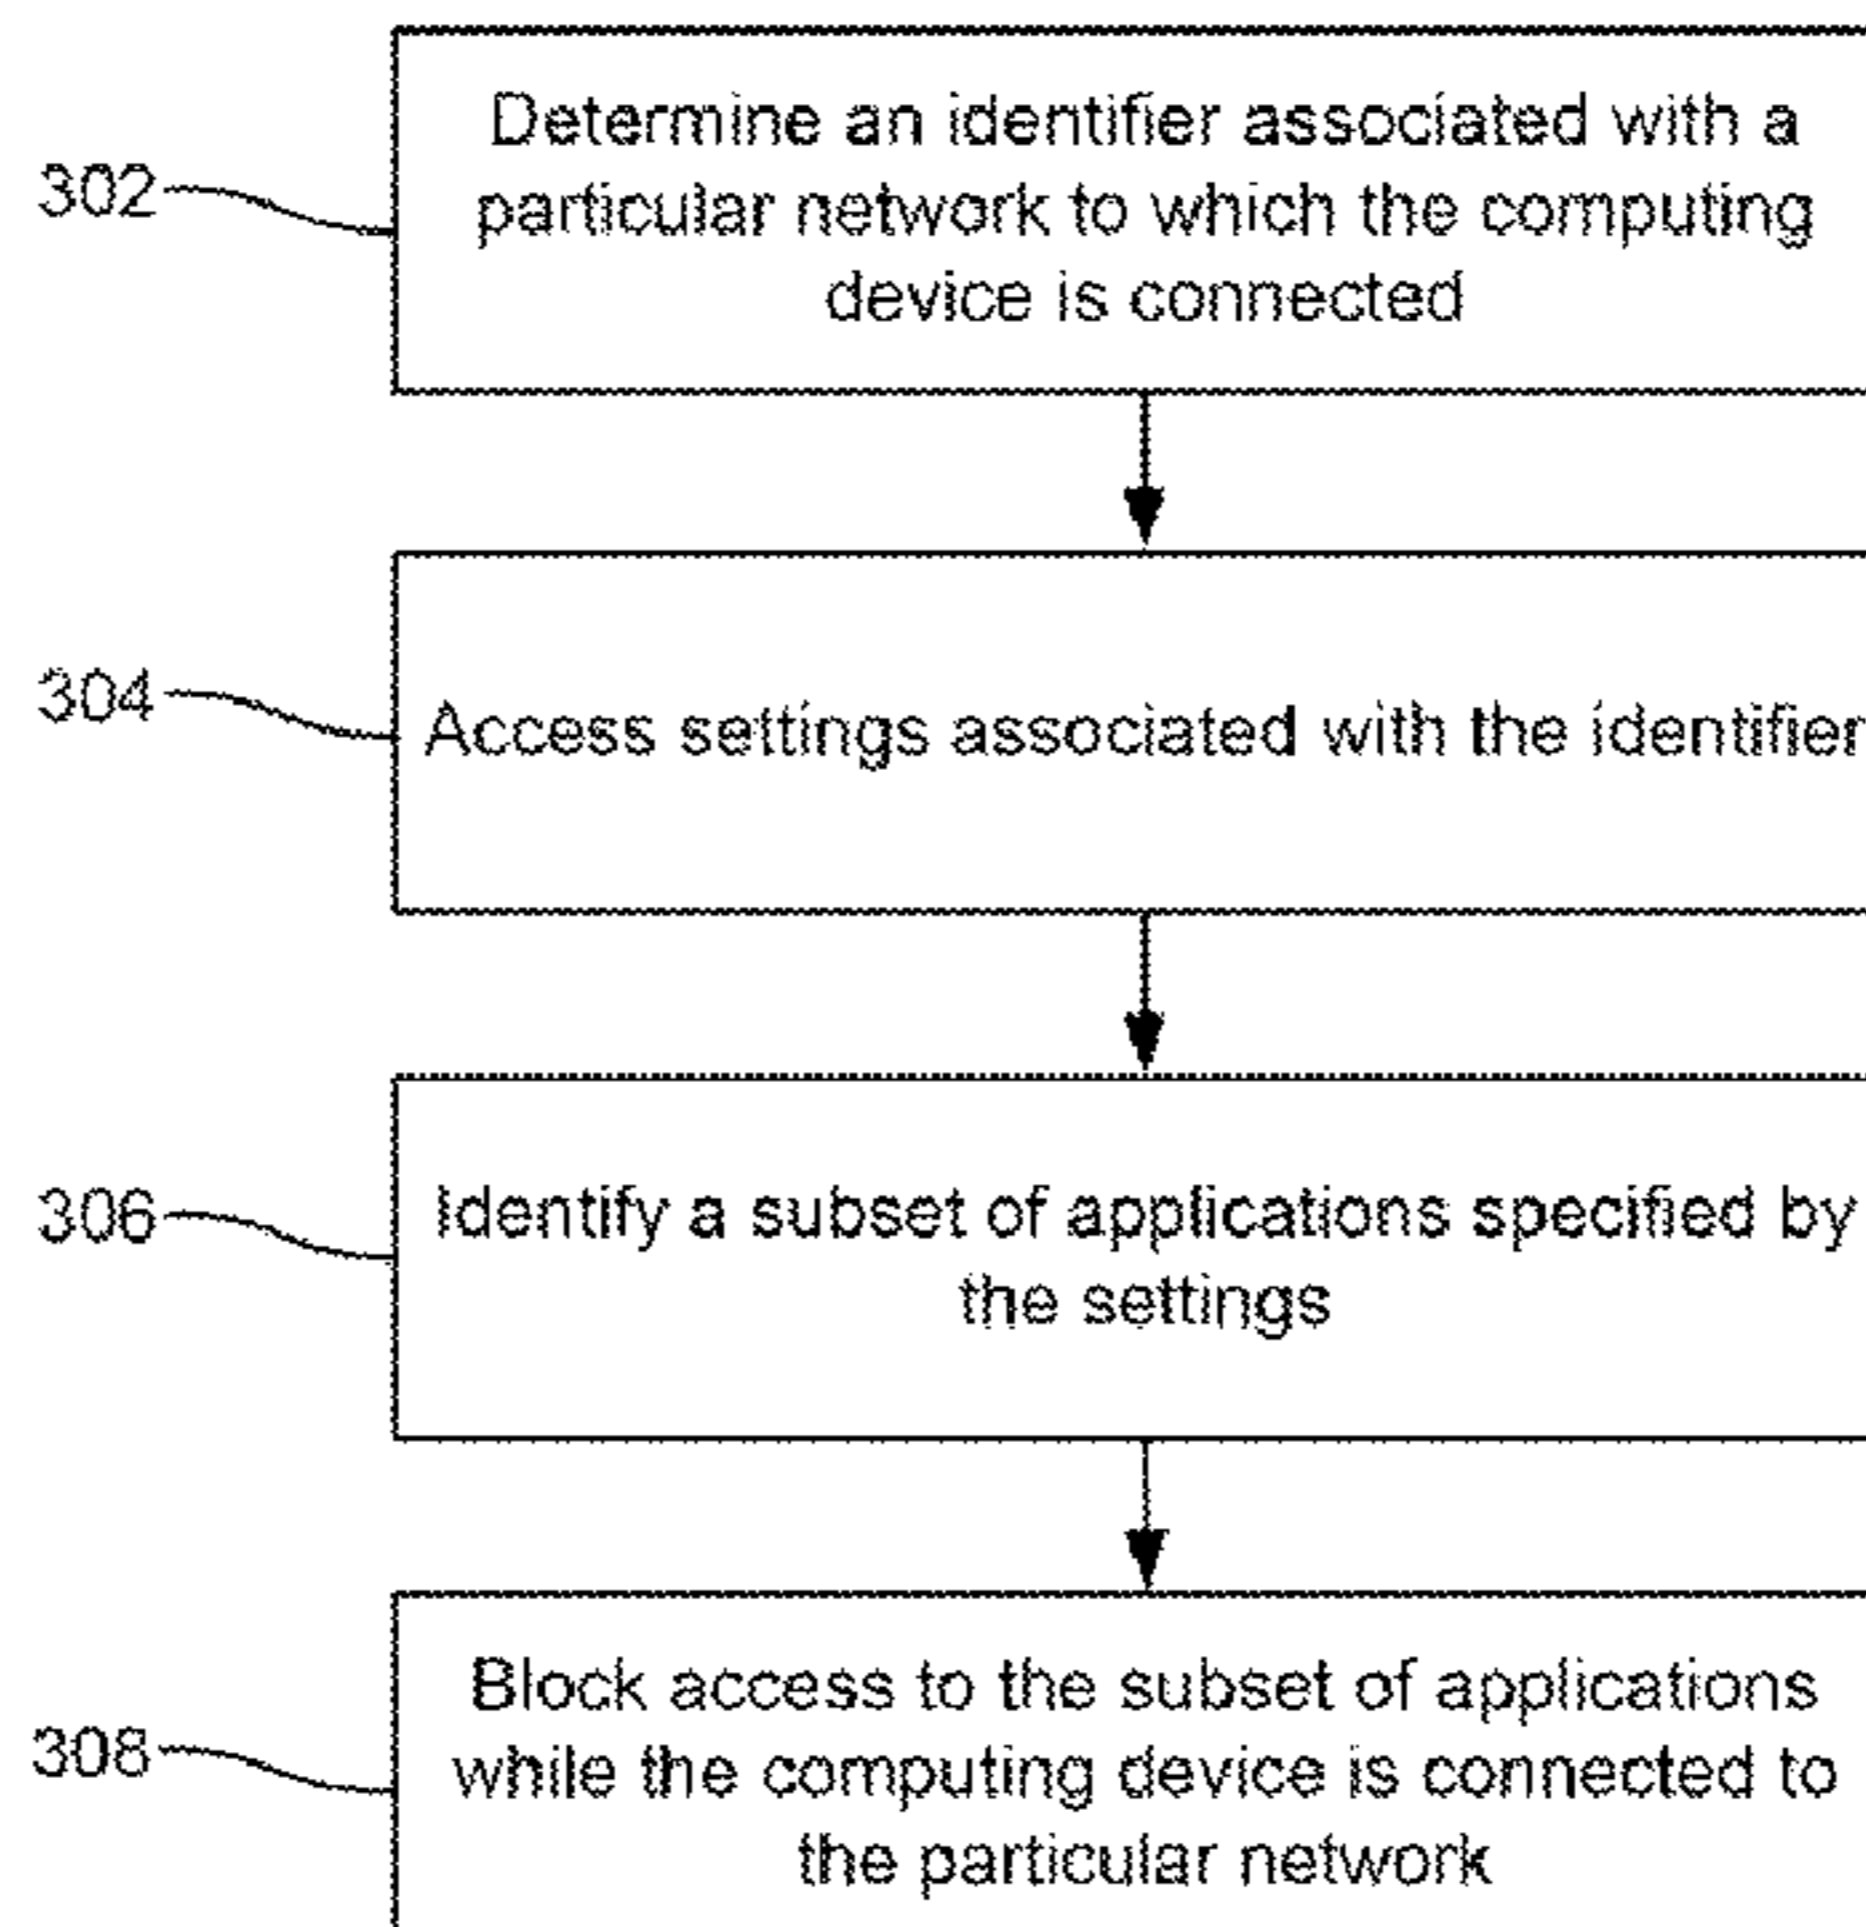 Determine an identifier associated with a
302
particular network to which the computing
device is connected
304
Access settings associated with the identifier
306
Identify a subset of applications specified by
the settings
Block access to the subset of applications
308
while the computing device is connected to
the particular network